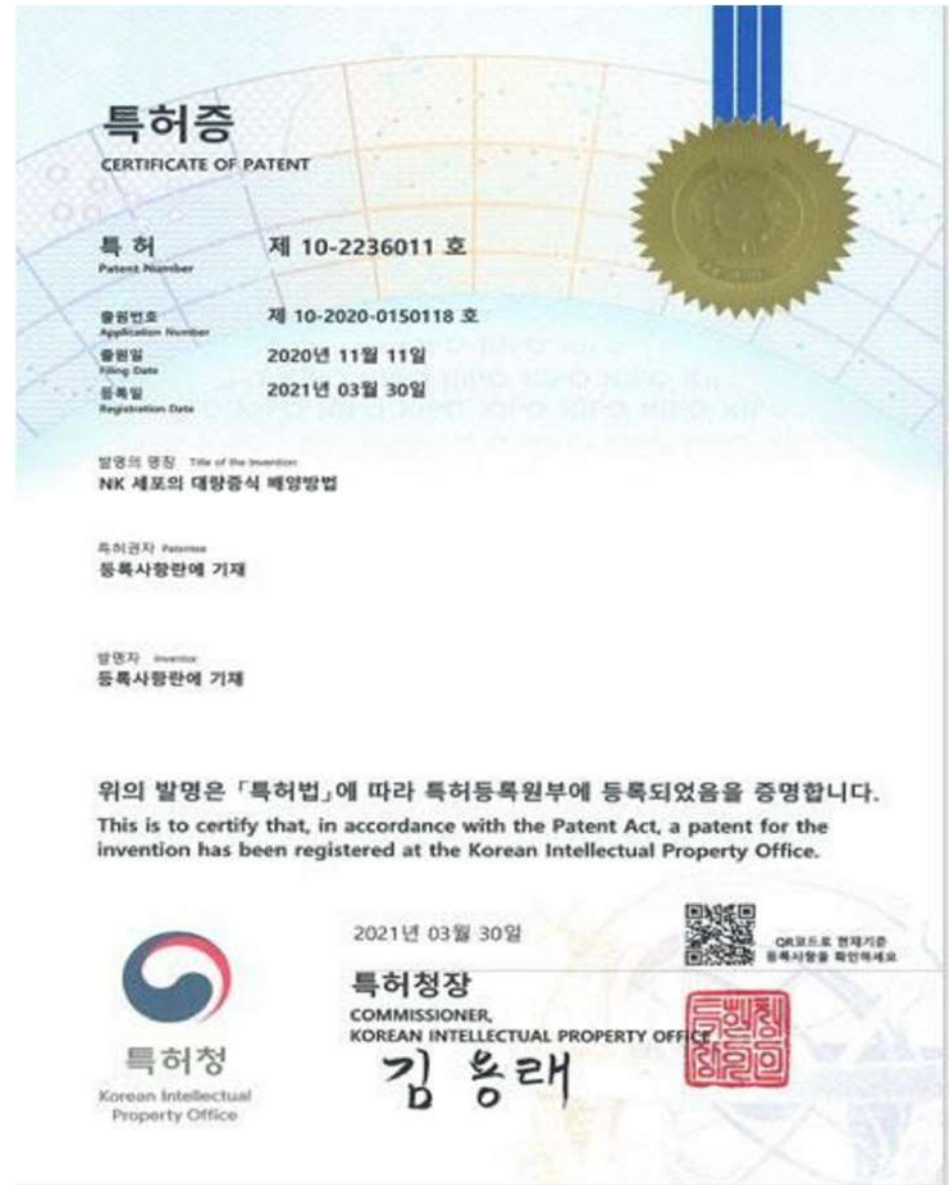 특허증
CERTIFICATE OF PATENT
특 허 제 10-2236011 호
Patent Number
출원번호 제 10-2020-0150118 호
Application Number
출원일 2020년 11월 11일
Filing Date
등록일 2021년 03월 30일
Registration Date
발명의 명칭 Title of the Invention
NK 세포의 대량증식 배양방법
특허권자 Patentee
등록사항란에 기재
발명자 Inventor
등록사항란에 기재
위의 발명은 「특허법」에 따라 특허등록원부에 등록되었음을 증명합니다.
This is to certify that, in accordance with the Patent Act, a patent for the
invention has been registered at the Korean Intellectual Property Office.
2021년 03월 30일
QR코드로 현재기준
등록사항을 확인하세요
특허청장
COMMISSIONER,
KOREAN INTELLECTUAL PROPERTY OFFICE
김용래
특허청
Korean Intellectual
Property Office